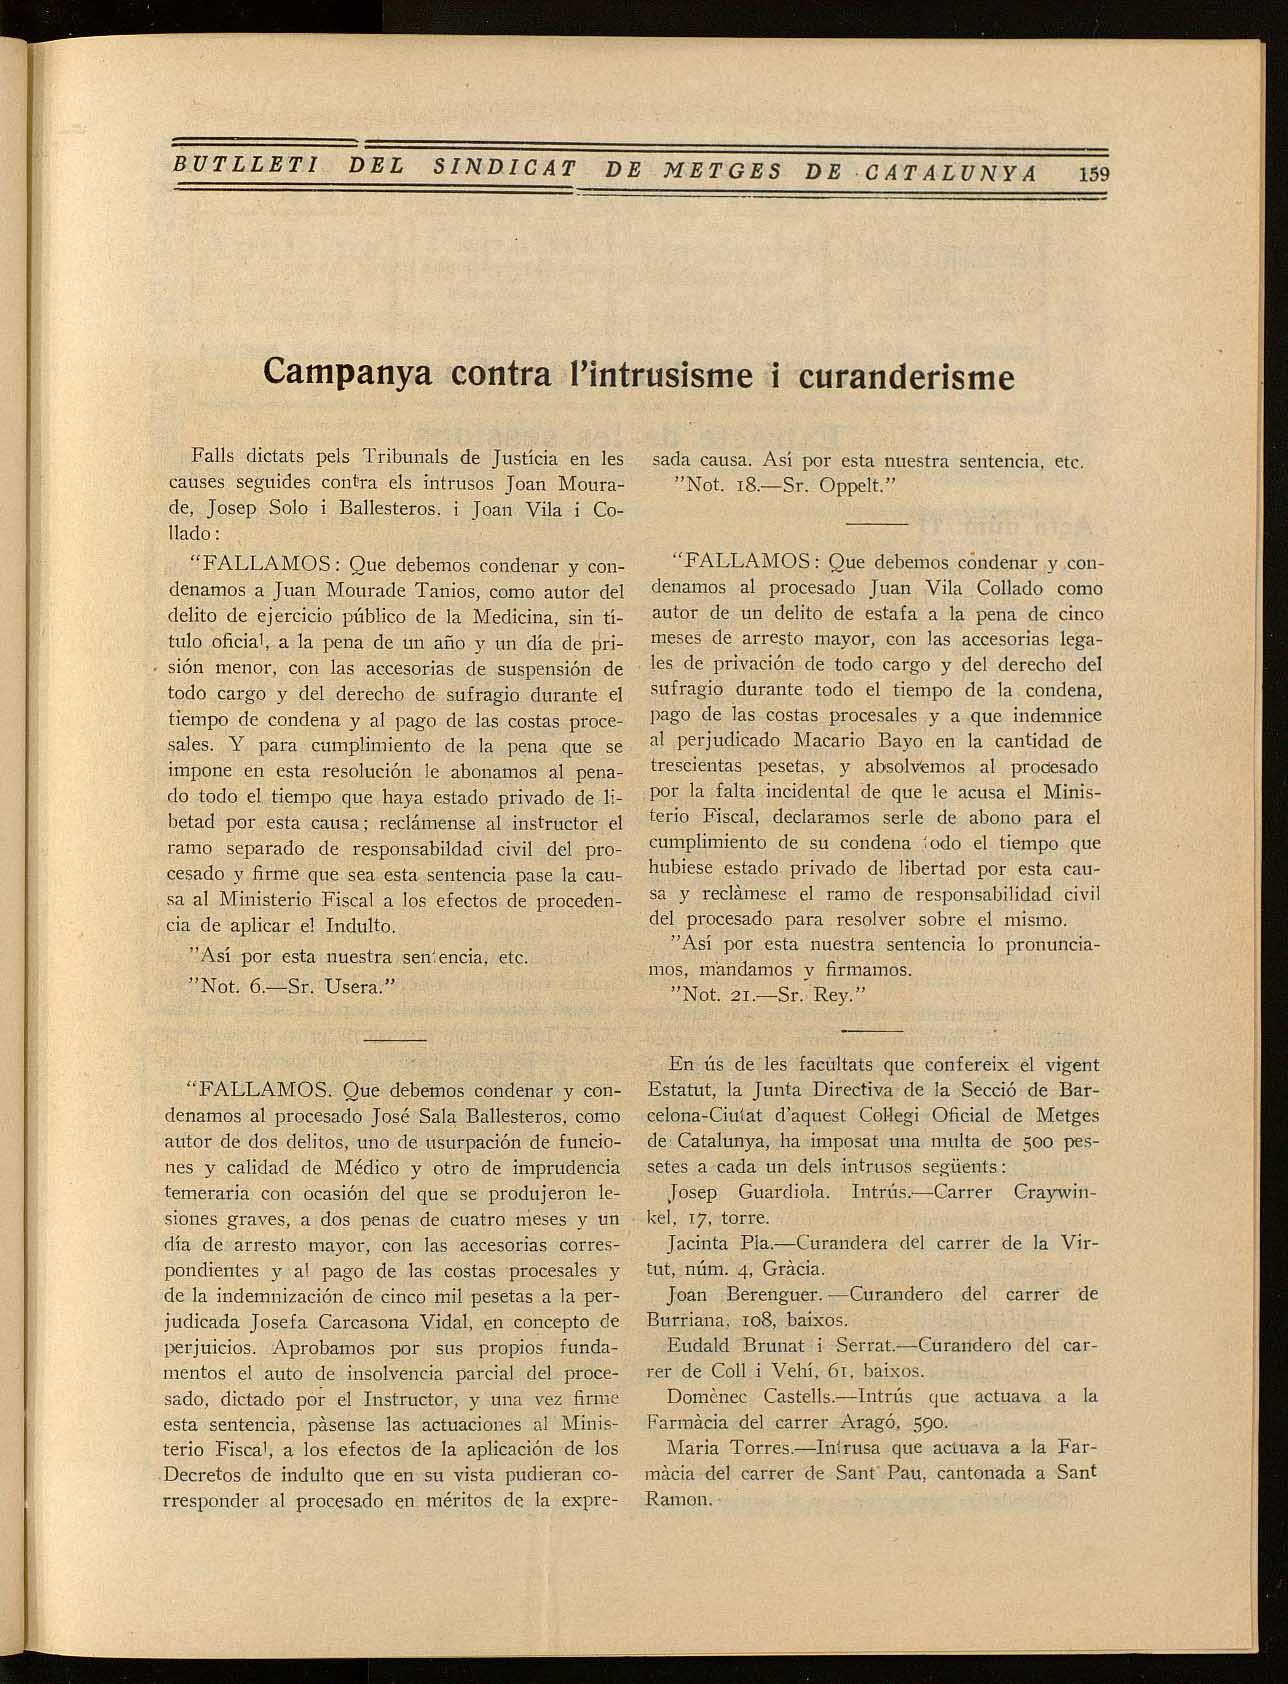 BUTLLETI DEL SINDICAT DE METGES DE CATALUNYA 159
Campanya contra l'intrusisme i curanderisme
Falls dictats pels Tribunals de Justícia en les
causes seguides contra els intrusos Joan Moura-
de, Josep Solo i Ballesteros, i Joan Vila i Co-
llado:
"FALLAMOS: Que debemos condenar y con-
denamos a Juan Mourade Tanios, como autor del
delito de ejercicio público de la Medicina, sin tí-
tulo oficial, a la pena de un año y un día de pri-
sión menor, con las accesorias de suspensión de
todo cargo y del derecho de sufragio durante el
tiempo de condena y al pago de las costas proce-
sales. Y para cumplimiento de la pena que se
impone en esta resolución le abonamos al pena-
do todo el tiempo que haya estado privado de li-
betad por esta causa; reclámense al instructor el
ramo separado de responsabildad civil del pro-
cesado y firme que sea esta sentencia pase la cau-
sa al Ministerio Fiscal a los efectos de proceden-
cia de aplicar el Indulto.
"Así por esta nuestra sentencia, etc.
"Not. 6.—Sr. Usera."
"FALLAMOS. Que debemos condenar y con-
denamos al procesado José Sala Ballesteros, como
autor de dos delitos, uno de usurpación de funcio-
nes y calidad de Médico y otro de imprudencia
temeraria con ocasión del que se produjeron le-
siones graves, a dos penas de cuatro meses y un
día de arresto mayor, con las accesorias corres-
pondientes y al pago de las costas procesales y
de la indemnización de cinco mil pesetas a la per-
judicada Josefa Carcasona Vidal, en concepto de
perjuicios. Aprobamos por sus propios funda-
mentos el auto de insolvencia parcial del proce-
sado, dictado por el Instructor, y una vez firme
esta sentencia, pàsense las actuaciones al Minis-
terio Fiscal, a los efectos de la aplicación de los
Decretos de indulto que en su vista pudieran co-
rresponder al procesado en méritos de la expre-
sada causa. Así por esta nuestra sentencia, etc.
"Not. 18.—Sr. Oppelt."
"FALLAMOS: Que debemos condenar y con-
denamos al procesado Juan Vila Collado como
autor de un delito de estafa a la pena de cinco
meses de arresto mayor, con las accesorias lega-
les de privación de todo cargo y del derecho del
sufragio durante todo el tiempo de la condena,
pago de las costas procesales y a que indemnice
al perjudicado Macario Bayo en la cantidad de
trescientas pesetas, y absolvemos al procesado
por la falta incidental de que le acusa el Minis-
terio Fiscal, declaramos serle de abono para el
cumplimiento de su condena todo el tiempo que
hubiese estado privado de libertad por esta cau-
sa y reclàmese el ramo de responsabilidad civil
del procesado para resolver sobre el mismo.
"Así por esta nuestra sentencia lo pronuncia-
mos, mandamos y firmamos.
"Not. 21.—Sr. Rey."
En ús de les facultats que confereix el vigent
Estatut, la Junta Directiva de la Secció de Bar-
celona-Ciutat d'aquest Col·legi Oficial de Metges
de Catalunya, ha imposat una multa de 500 pes-
setes a cada un dels intrusos següents:
Josep Guardiola. Intrús.—Carrer Craywin-
kel, 17, torre.
Jacinta Pla.—Curandera del carrer de la Vir-
tut, núm. 4, Gràcia.
Joan Berenguer.—Curandero del carrer de
Burriana, 108, baixos.
Eudald Brunat i Serrat.—Curandero del car-
rer de Coll i Vehí, 61, baixos.
Domènec Castells.—Intrús que actuava a la
Farmàcia del carrer Aragó, 590.
Maria Torres.—Intrusa que actuava a la Far-
màcia del carrer de Sant Pau, cantonada a Sant
Ramon.